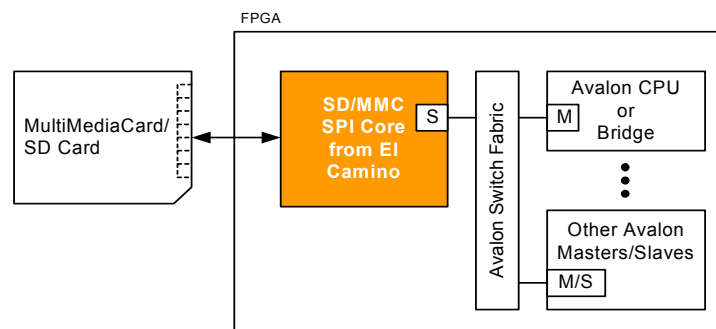 FPGA
MultiMediaCard/
SD Card
SD/MMC
SPI Core
from El
Camino
S
Avalon Switch Fabric
M
Avalon CPU
or
Bridge
Other Avalon
Masters/Slaves
M/S